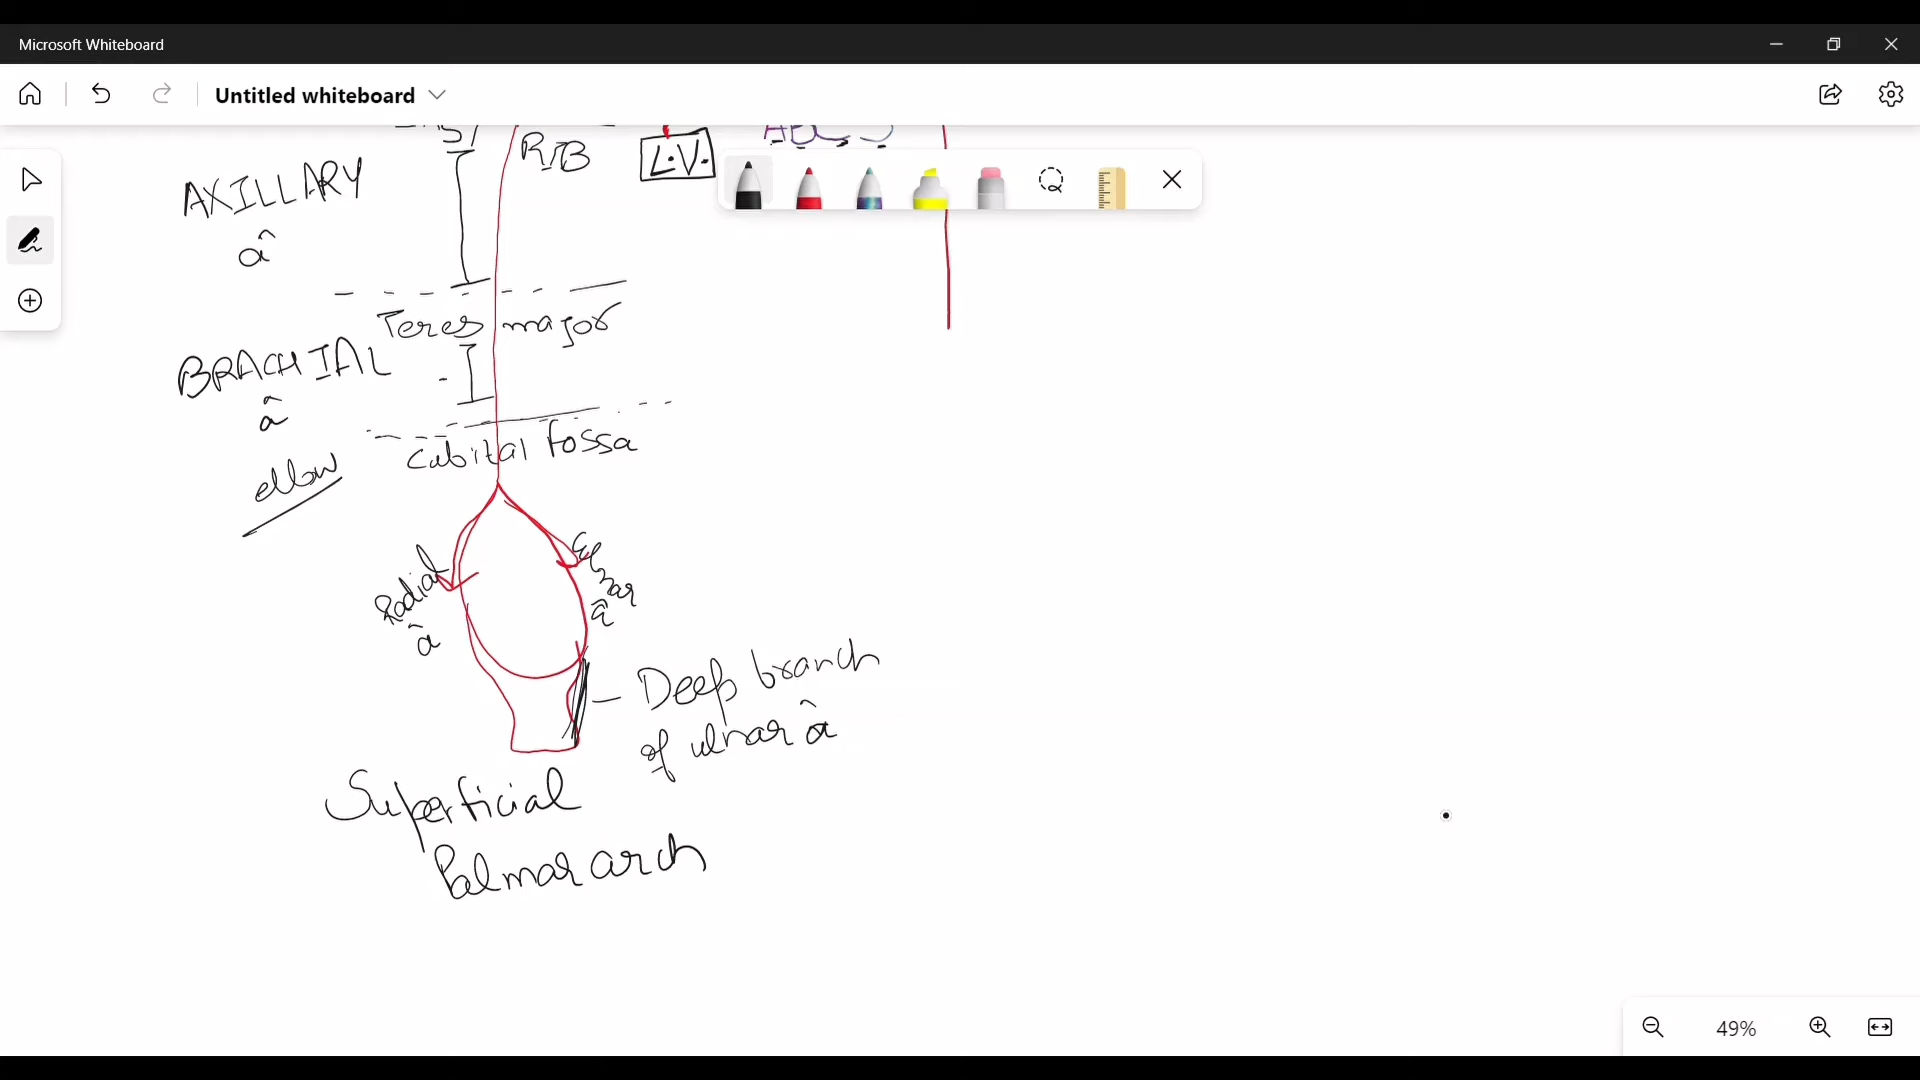 Microsoft Whiteboard
Untitled whiteboard
RIB
L.V.
ABC
AXILLARY
â
Teres major
BRACHIAL
â
Cubital fossa
elbow
Radial
â
Ulnar
â
Deep branch
of ulnar â
Superficial
Palmar arch
49%